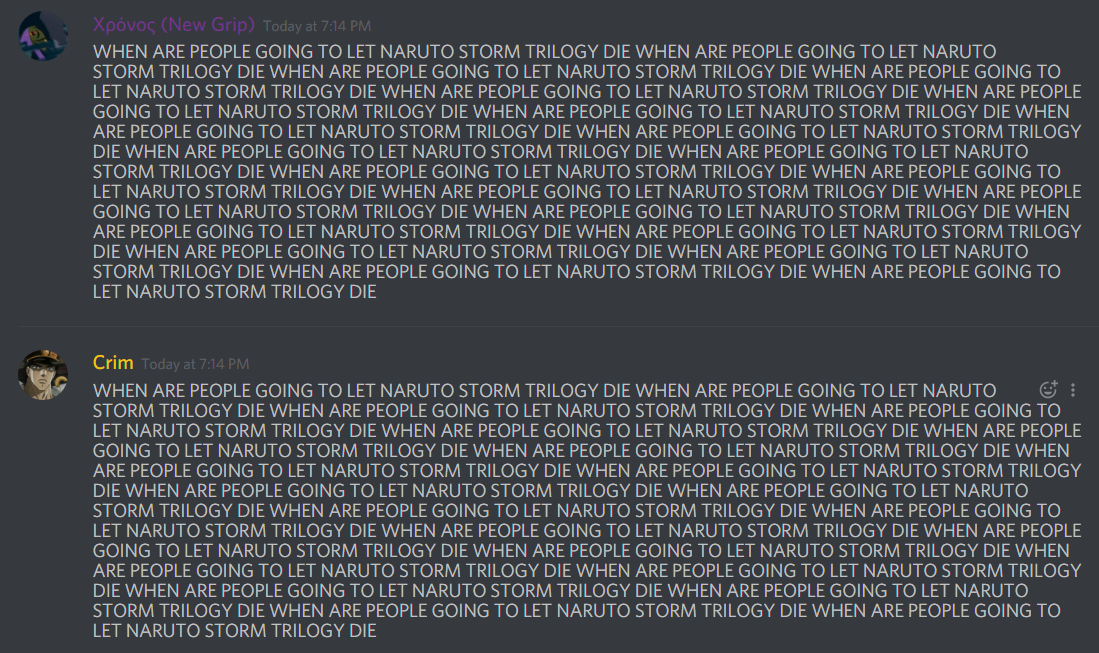 Χρόνος (New Grip) Today at 7:14 PM
WHEN ARE PEOPLE GOING TO LET NARUTO STORM TRILOGY DIE WHEN ARE PEOPLE GOING TO LET NARUTO
STORM TRILOGY DIE WHEN ARE PEOPLE GOING TO LET NARUTO STORM TRILOGY DIE WHEN ARE PEOPLE GOING TO
LET NARUTO STORM TRILOGY DIE WHEN ARE PEOPLE GOING TO LET NARUTO STORM TRILOGY DIE WHEN ARE PEOPLE
GOING TO LET NARUTO STORM TRILOGY DIE WHEN ARE PEOPLE GOING TO LET NARUTO STORM TRILOGY DIE WHEN
ARE PEOPLE GOING TO LET NARUTO STORM TRILOGY DIE WHEN ARE PEOPLE GOING TO LET NARUTO STORM TRILOGY
DIE WHEN ARE PEOPLE GOING TO LET NARUTO STORM TRILOGY DIE WHEN ARE PEOPLE GOING TO LET NARUTO
STORM TRILOGY DIE WHEN ARE PEOPLE GOING TO LET NARUTO STORM TRILOGY DIE WHEN ARE PEOPLE GOING TO
LET NARUTO STORM TRILOGY DIE WHEN ARE PEOPLE GOING TO LET NARUTO STORM TRILOGY DIE WHEN ARE PEOPLE
GOING TO LET NARUTO STORM TRILOGY DIE WHEN ARE PEOPLE GOING TO LET NARUTO STORM TRILOGY DIE WHEN
ARE PEOPLE GOING TO LET NARUTO STORM TRILOGY DIE WHEN ARE PEOPLE GOING TO LET NARUTO STORM TRILOGY
DIE WHEN ARE PEOPLE GOING TO LET NARUTO STORM TRILOGY DIE WHEN ARE PEOPLE GOING TO LET NARUTO
STORM TRILOGY DIE WHEN ARE PEOPLE GOING TO LET NARUTO STORM TRILOGY DIE WHEN ARE PEOPLE GOING TO
LET NARUTO STORM TRILOGY DIE
Crim Today at 7:14 PM
WHEN ARE PEOPLE GOING TO LET NARUTO STORM TRILOGY DIE WHEN ARE PEOPLE GOING TO LET NARUTO
STORM TRILOGY DIE WHEN ARE PEOPLE GOING TO LET NARUTO STORM TRILOGY DIE WHEN ARE PEOPLE GOING TO
LET NARUTO STORM TRILOGY DIE WHEN ARE PEOPLE GOING TO LET NARUTO STORM TRILOGY DIE WHEN ARE PEOPLE
GOING TO LET NARUTO STORM TRILOGY DIE WHEN ARE PEOPLE GOING TO LET NARUTO STORM TRILOGY DIE WHEN
ARE PEOPLE GOING TO LET NARUTO STORM TRILOGY DIE WHEN ARE PEOPLE GOING TO LET NARUTO STORM TRILOGY
DIE WHEN ARE PEOPLE GOING TO LET NARUTO STORM TRILOGY DIE WHEN ARE PEOPLE GOING TO LET NARUTO
STORM TRILOGY DIE WHEN ARE PEOPLE GOING TO LET NARUTO STORM TRILOGY DIE WHEN ARE PEOPLE GOING TO
LET NARUTO STORM TRILOGY DIE WHEN ARE PEOPLE GOING TO LET NARUTO STORM TRILOGY DIE WHEN ARE PEOPLE
GOING TO LET NARUTO STORM TRILOGY DIE WHEN ARE PEOPLE GOING TO LET NARUTO STORM TRILOGY DIE WHEN
ARE PEOPLE GOING TO LET NARUTO STORM TRILOGY DIE WHEN ARE PEOPLE GOING TO LET NARUTO STORM TRILOGY
DIE WHEN ARE PEOPLE GOING TO LET NARUTO STORM TRILOGY DIE WHEN ARE PEOPLE GOING TO LET NARUTO
STORM TRILOGY DIE WHEN ARE PEOPLE GOING TO LET NARUTO STORM TRILOGY DIE WHEN ARE PEOPLE GOING TO
LET NARUTO STORM TRILOGY DIE